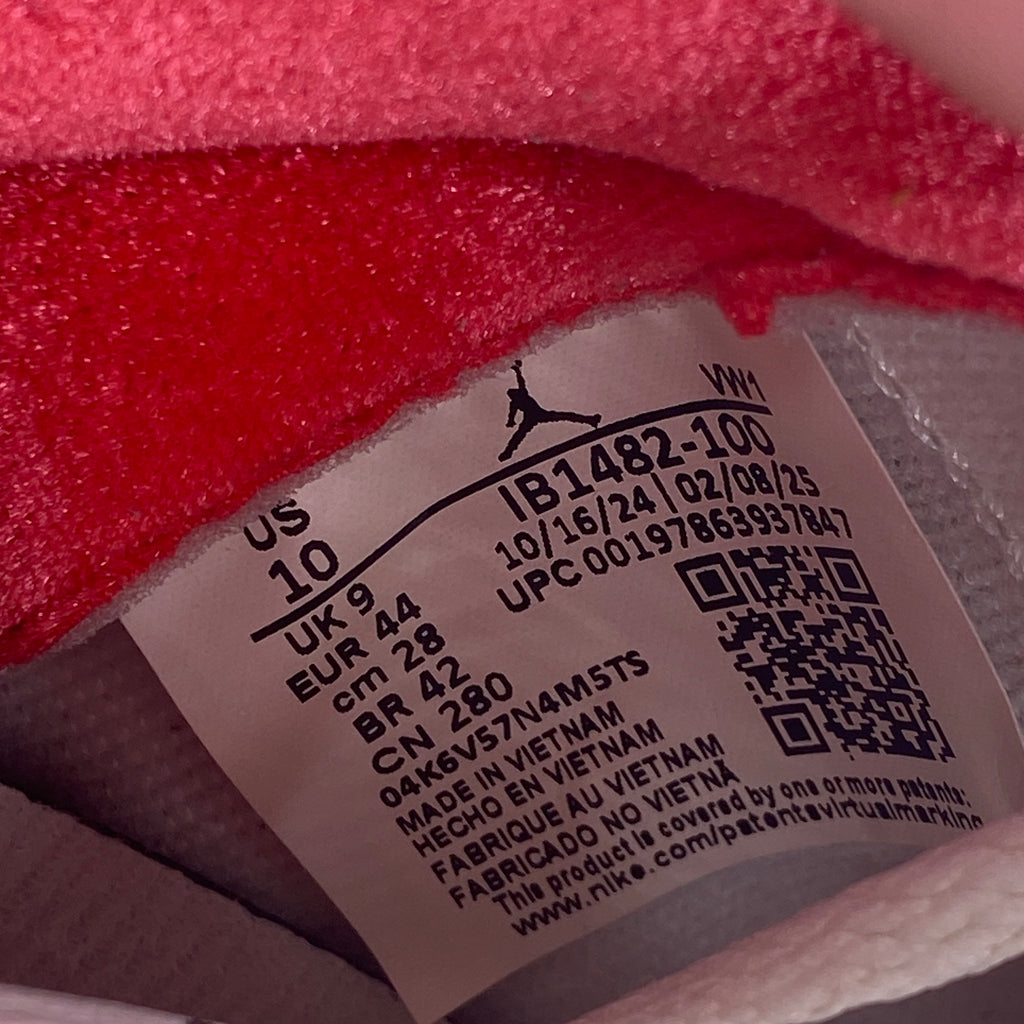 VW1
IB1482-100
10/16/24 | 02/08/25
UPC 00197863937847
US
10
UK 9
EUR 44
cm 28
BR 42
CN 280
04K6V57N4M5TS
MADE IN VIETNAM
HECHO EN VIETNAM
FABRIQUE AU VIETNAM
FABRICADO NO VIETNÃ
This product is covered by one or more patents:
www.nike.com/patentsvirtualmarking